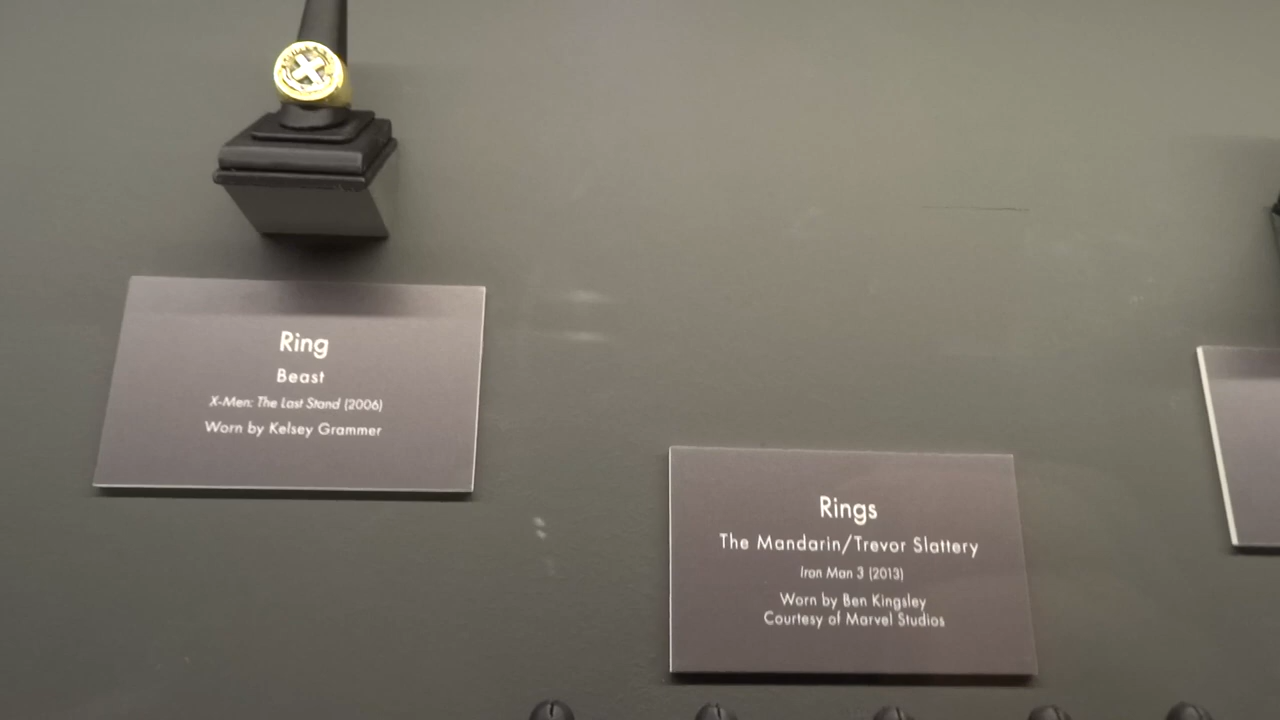 Ring
Beast
X-Men: The Last Stand (2006)
Worn by Kelsey Grammer
Rings
The Mandarin/Trevor Slattery
Iron Man 3 (2013)
Worn by Ben Kingsley
Courtesy of Marvel Studios